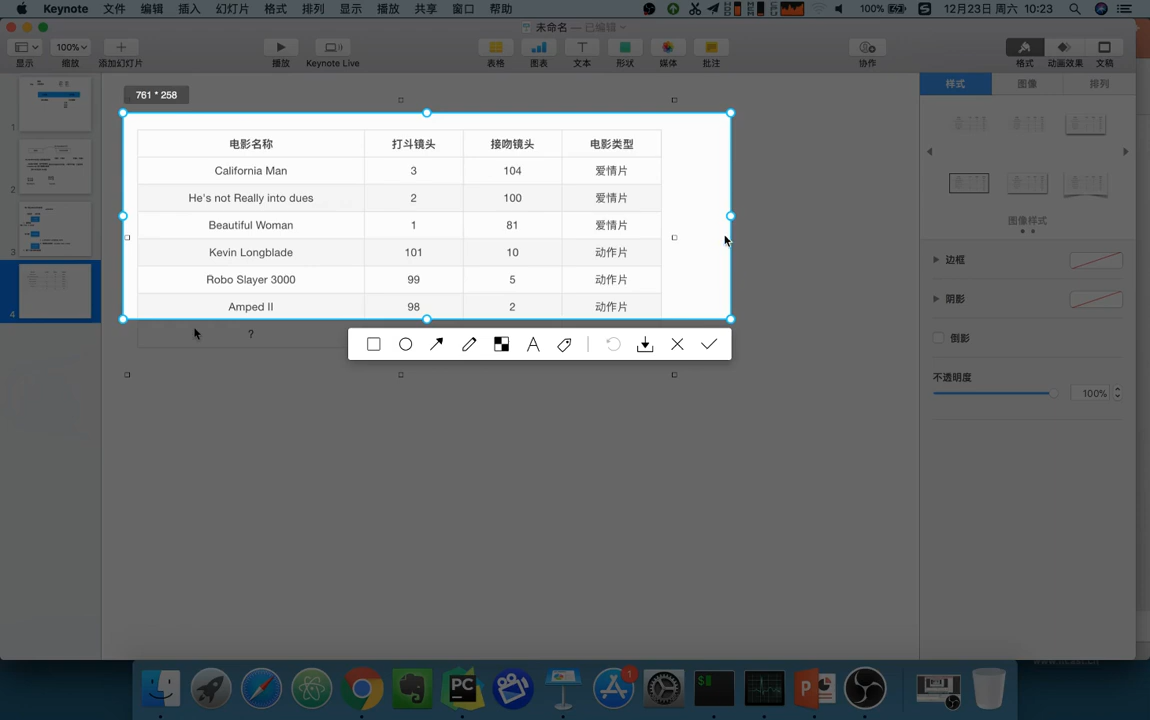 Keynote 文件 编辑 插入 幻灯片 格式 排列 显示 播放 共享 窗口 帮助 100% 12月23日 周六 10:23
未命名 — 已编辑
100%
显示 缩放 添加幻灯片 播放 Keynote Live 表格 图表 文本 形状 媒体 批注 协作 格式 动画效果 文稿
761 * 258
样式 图像 排列
1
2
3
4
电影名称 打斗镜头 接吻镜头 电影类型
California Man 3 104 爱情片
He's not Really into dues 2 100 爱情片
Beautiful Woman 1 81 爱情片
Kevin Longblade 101 10 动作片
Robo Slayer 3000 99 5 动作片
Amped II 98 2 动作片
?
A
图像样式
边框
阴影
倒影
不透明度
100%
PC
1
$
P